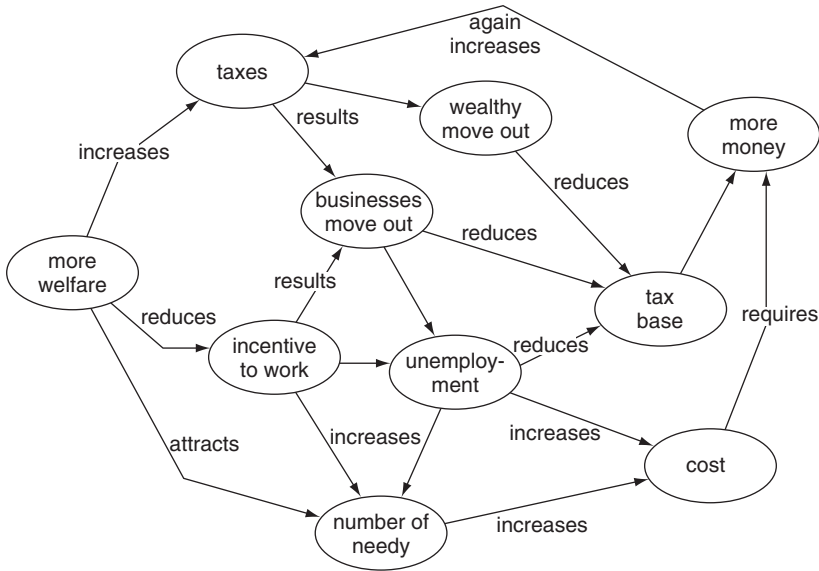 again
increases
taxes
wealthy
move out
more
money
results
increases
businesses
move out
reduces
reduces
more
welfare
results
tax
base
requires
reduces
incentive
to work
unemploy-
ment
reduces
attracts
increases
increases
cost
number of
needy
increases